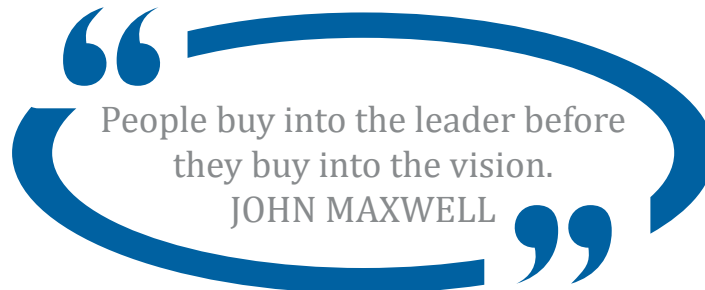 People buy into the leader before
they buy into the vision.
JOHN MAXWELL